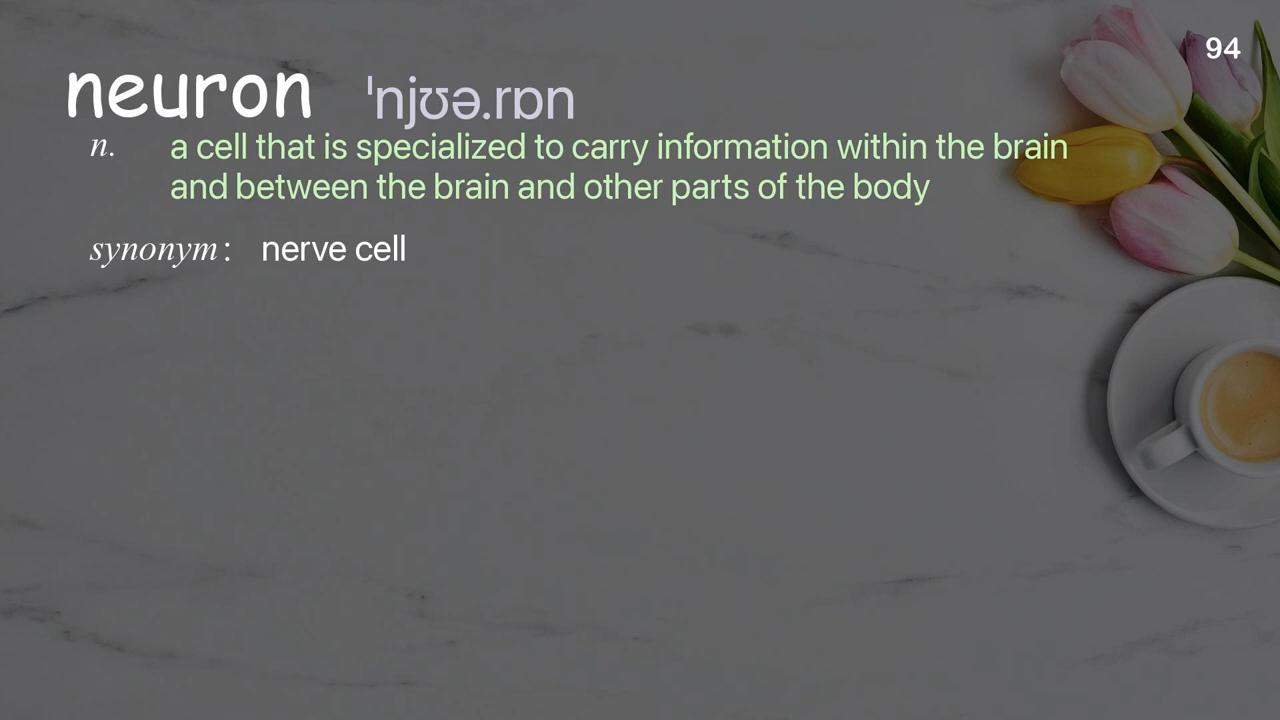 94
neuron ˈnjʊə.rɒn
n. a cell that is specialized to carry information within the brain
and between the brain and other parts of the body
synonym: nerve cell